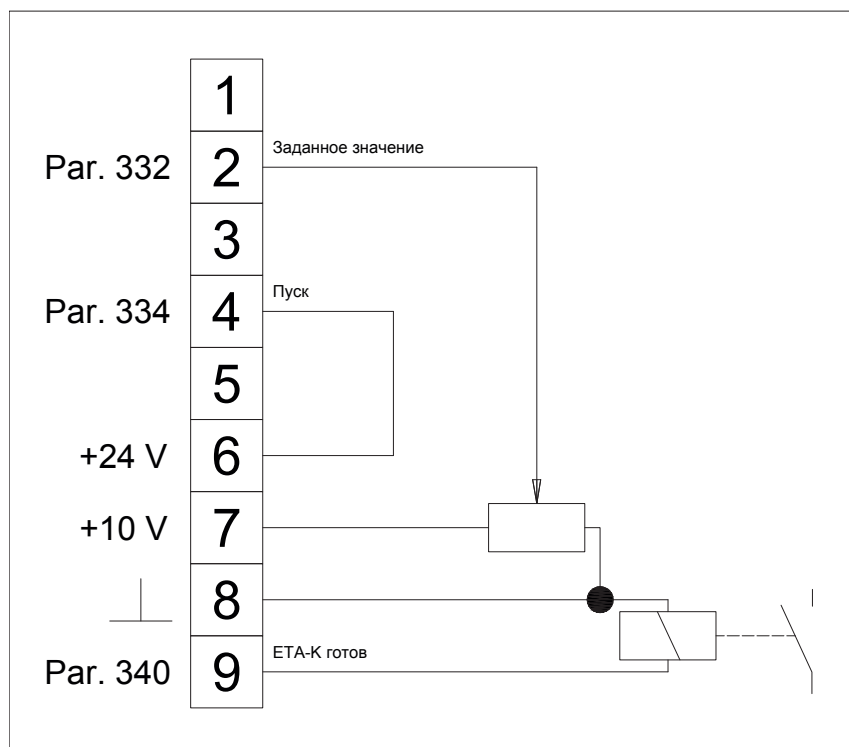 1
Par. 332 2 Заданное значение
3
Par. 334 4 Пуск
5
+24 V 6
+10 V 7
8
Par. 340 9 ETA-K готов